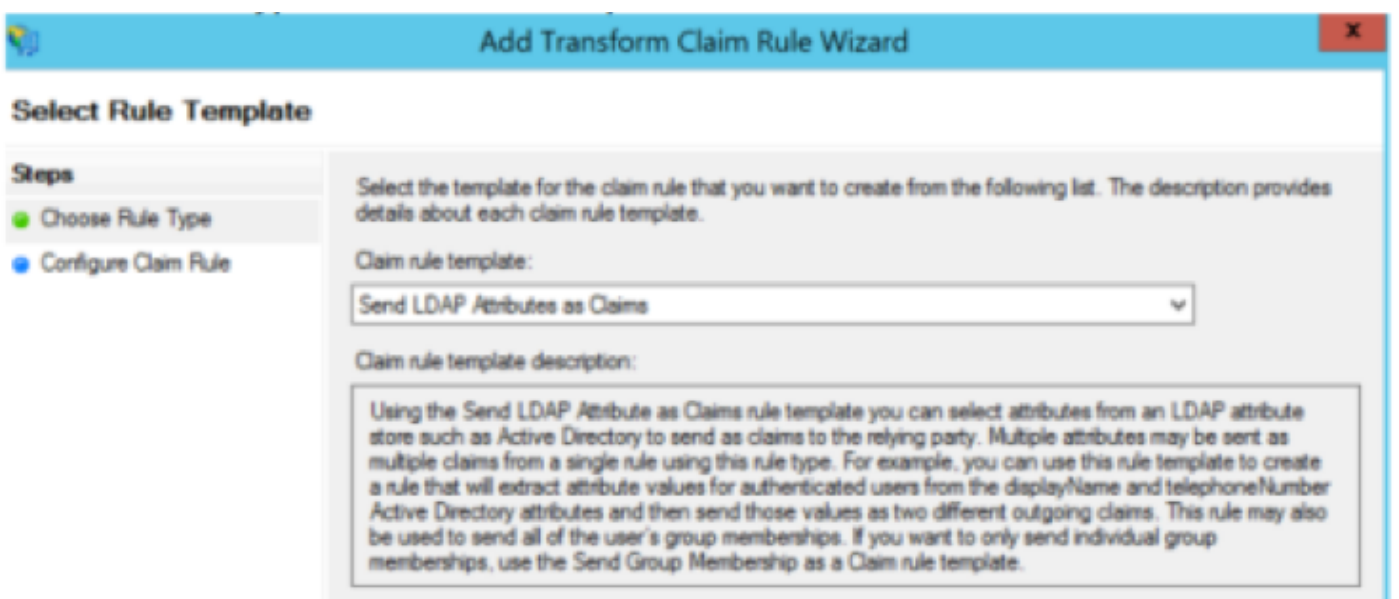 Add Transform Claim Rule Wizard
x
Select Rule Template
Steps
Choose Rule Type
Configure Claim Rule
Select the template for the claim rule that you want to create from the following list. The description provides
details about each claim rule template.
Claim rule template:
Send LDAP Attributes as Claims
Claim rule template description:
Using the Send LDAP Attribute as Claims rule template you can select attributes from an LDAP attribute
store such as Active Directory to send as claims to the relying party. Multiple attributes may be sent as
multiple claims from a single rule using this rule type. For example, you can use this rule template to create
a rule that will extract attribute values for authenticated users from the displayName and telephoneNumber
Active Directory attributes and then send those values as two different outgoing claims. This rule may also
be used to send all of the user's group memberships. If you want to only send individual group
memberships, use the Send Group Membership as a Claim rule template.